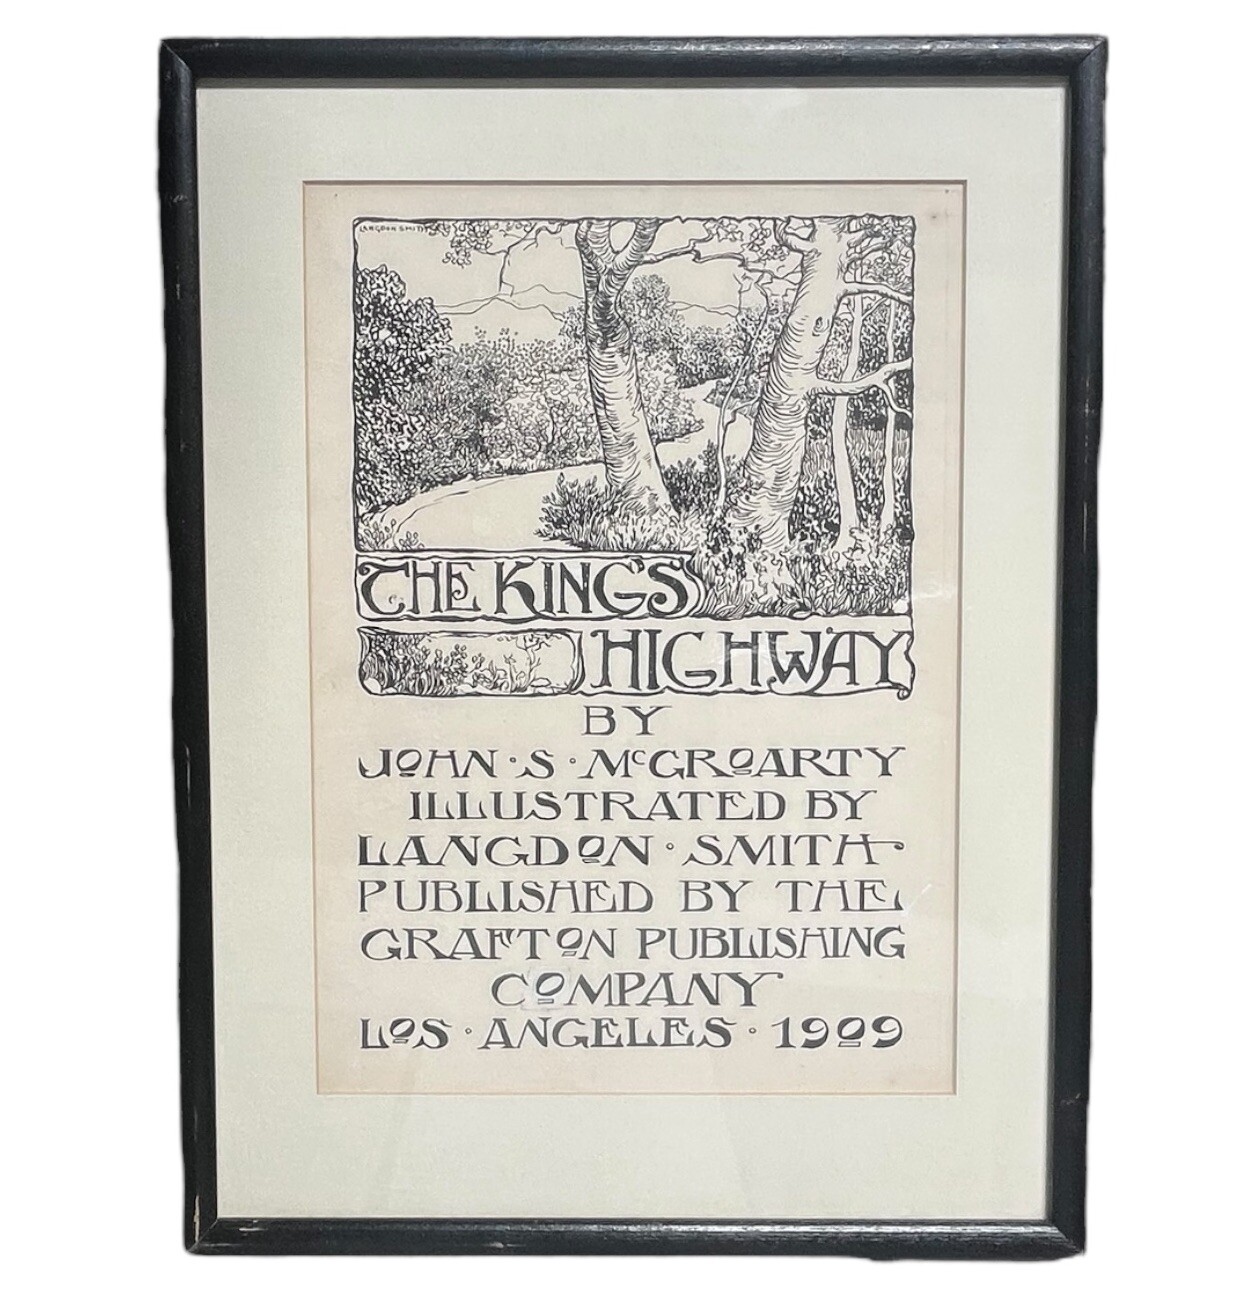 LANGDON SMITH
THE KING'S
HIGHWAY
BY
JOHN · S · McGROARTY
ILLUSTRATED BY
LANGDON · SMITH
PUBLISHED BY THE
GRAFTON PUBLISHING
COMPANY
LOS · ANGELES · 1909